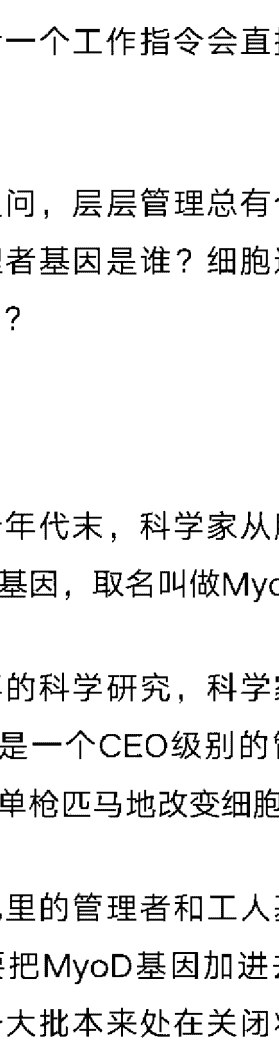 一个工作指令会直
问，层层管理总有
者基因是谁？细胞
？
年代末，科学家从
基因，取名叫做Myo
的科学研究，科学
是一个CEO级别的
单枪匹马地改变细胞
里的管理者和工人
把MyoD基因加进
大批本来处在关闭